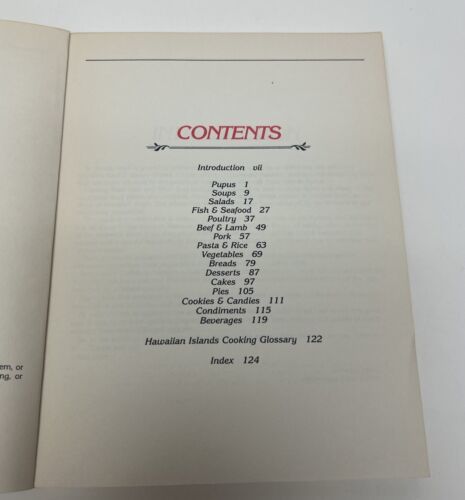 em, or
ng, or
CONTENTS
Introduction vii
Pupus 1
Soups 9
Salads 17
Fish & Seafood 27
Poultry 37
Beef & Lamb 49
Pork 57
Pasta & Rice 63
Vegetables 69
Breads 79
Desserts 87
Cakes 97
Pies 105
Cookies & Candies 111
Condiments 115
Beverages 119
Hawaiian Islands Cooking Glossary 122
Index 124